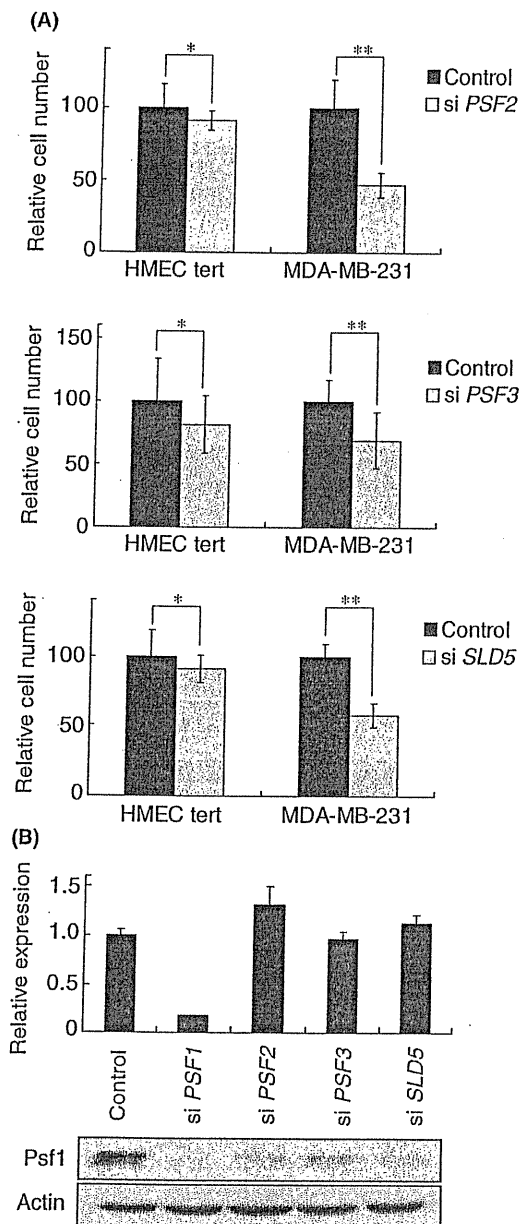 (A)
* **
Control
si PSF2
Relative cell number
100
50
0
HMEC tert MDA-MB-231
* **
Control
si PSF3
Relative cell number
150
100
50
0
HMEC tert MDA-MB-231
* **
Control
si SLD5
Relative cell number
100
50
0
HMEC tert MDA-MB-231
(B)
Relative expression
1.5
1.0
0.5
0
Control si PSF1 si PSF2 si PSF3 si SLD5
Psf1
Actin